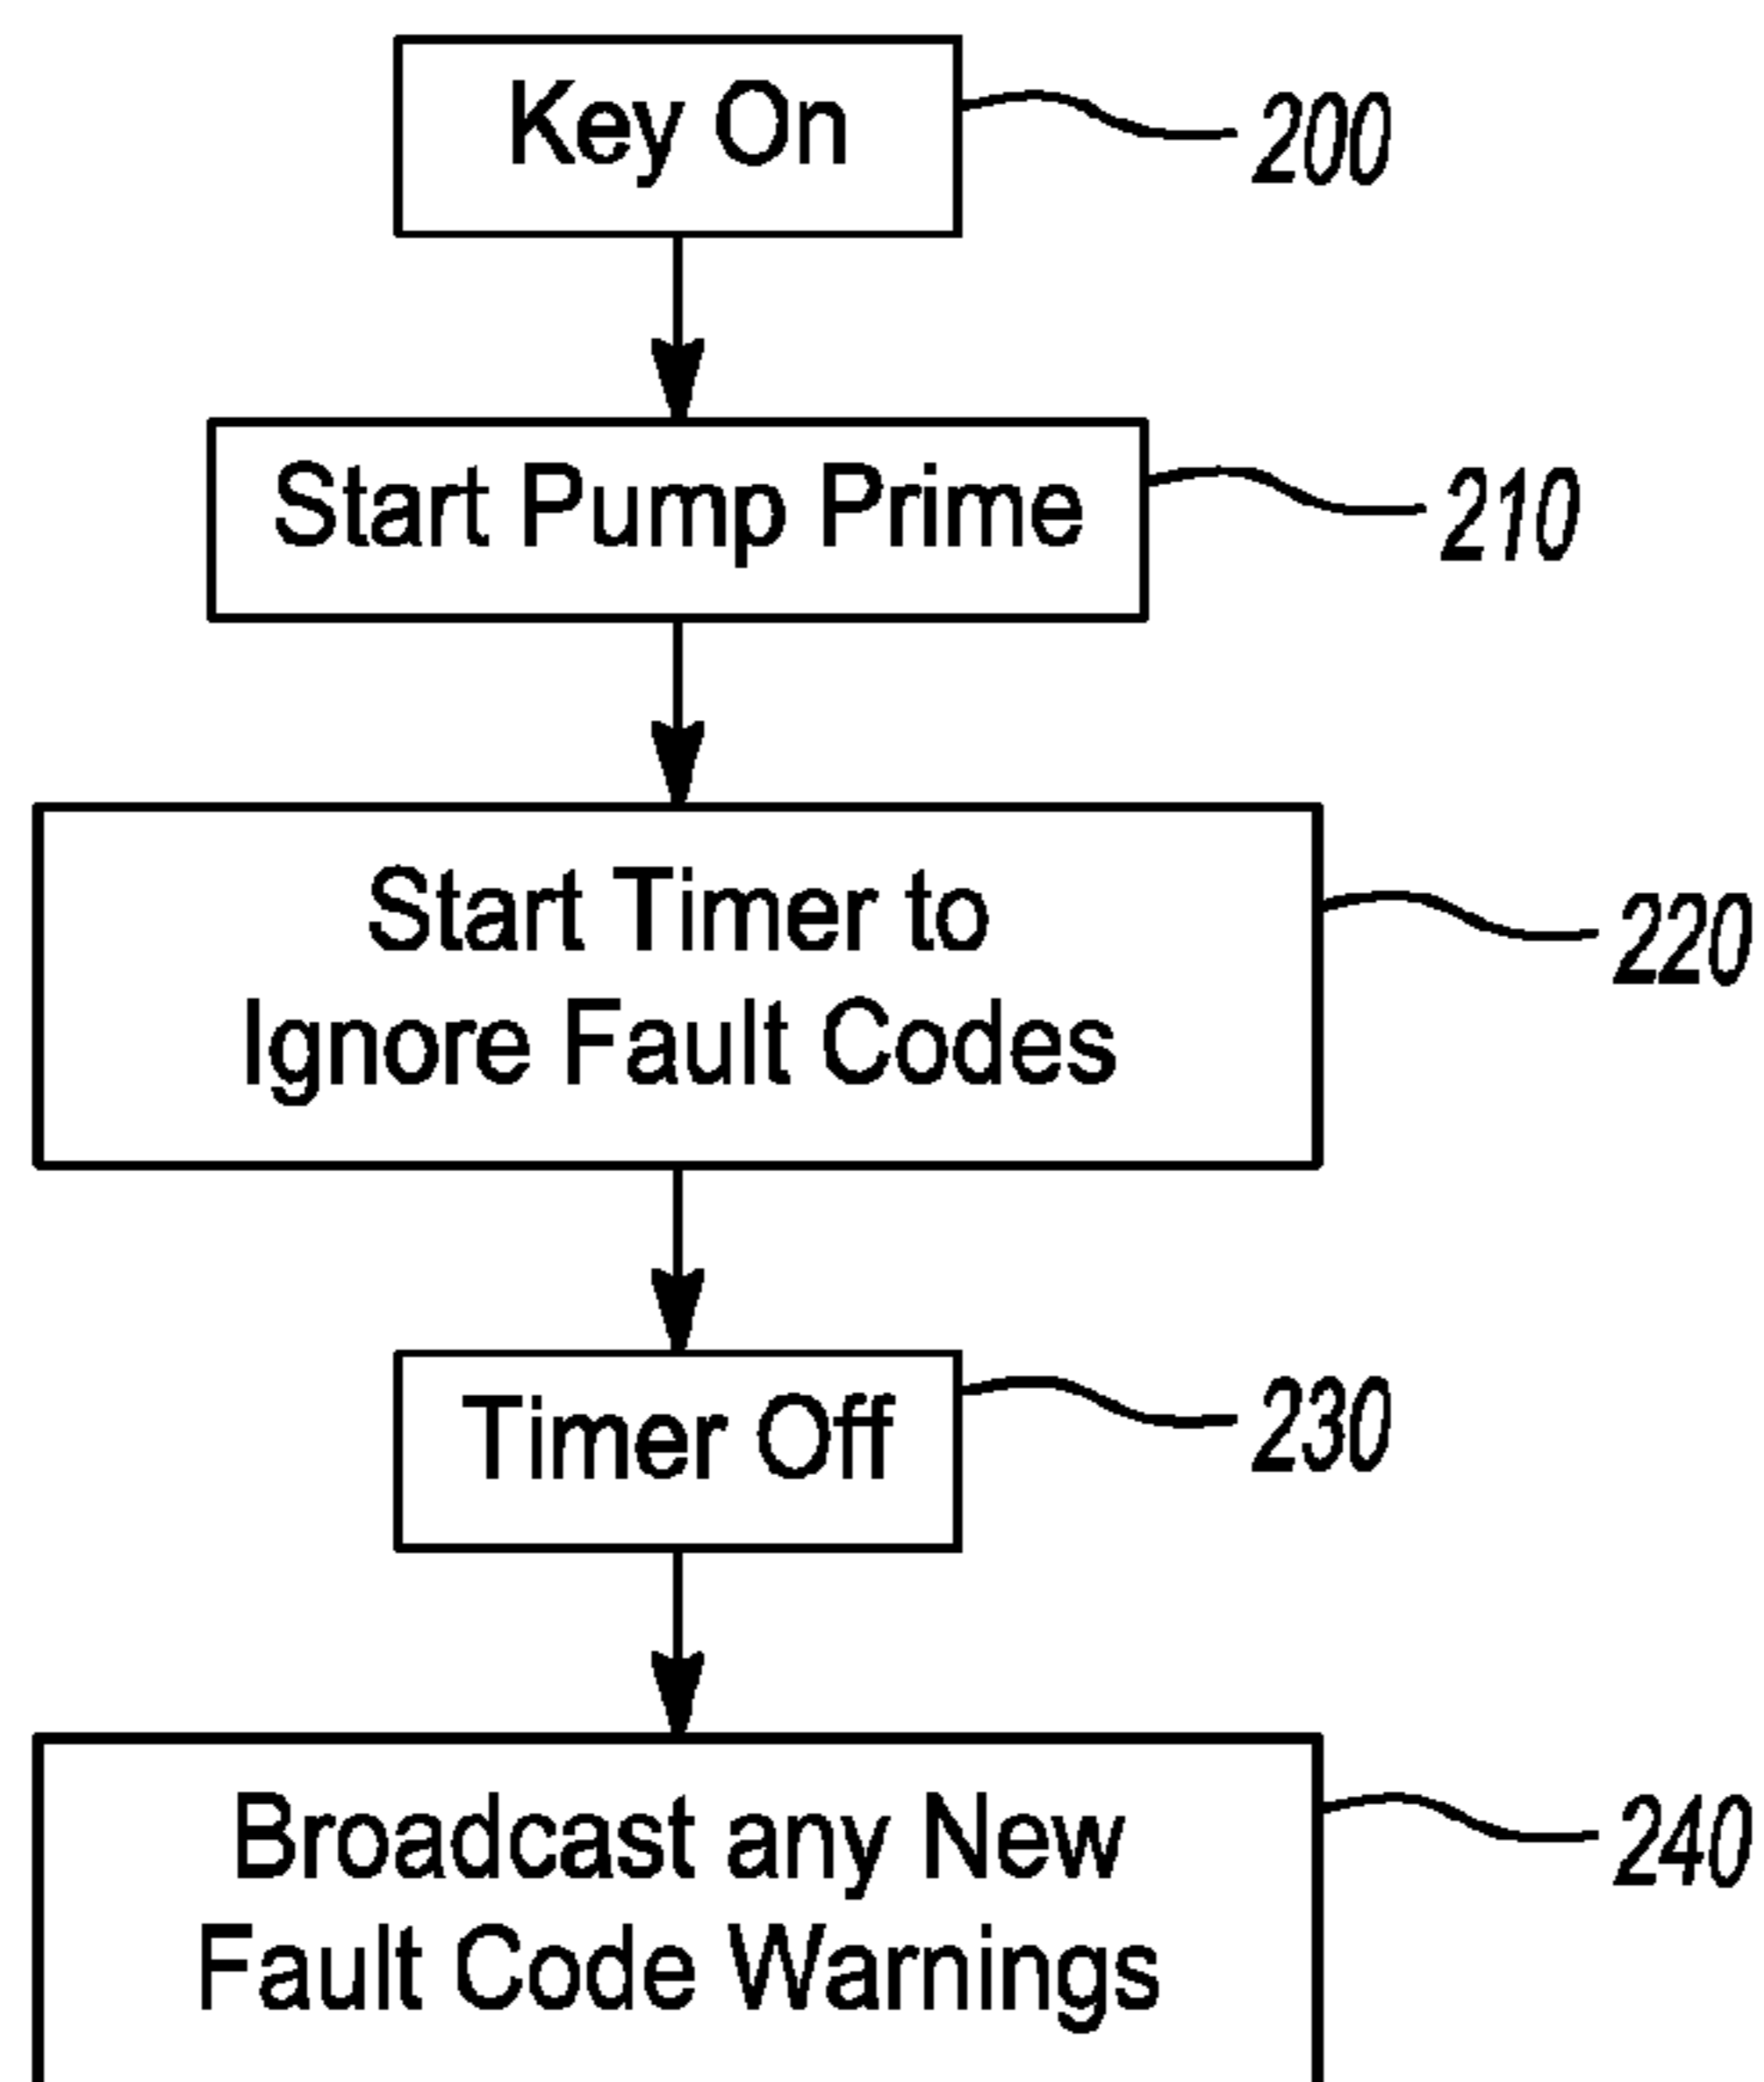 Key On
200
Start Pump Prime
210
Start Timer to
Ignore Fault Codes
220
Timer Off
230
Broadcast any New
Fault Code Warnings
240